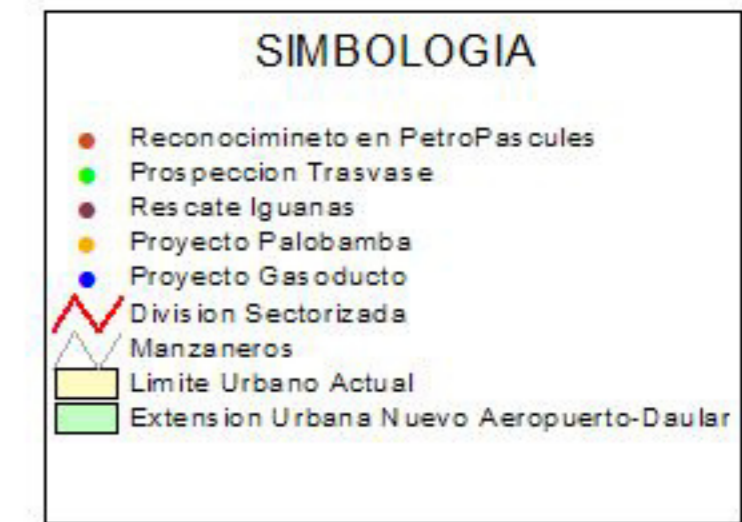 SIMBOLOGIA
Reconocimineto en PetroPascules
Prospeccion Trasvase
Rescate Iguanas
Proyecto Palobamba
Proyecto Gasoducto
Division Sectorizada
Manzaneros
Limite Urbano Actual
Extension Urbana Nuevo Aeropuerto-Daular